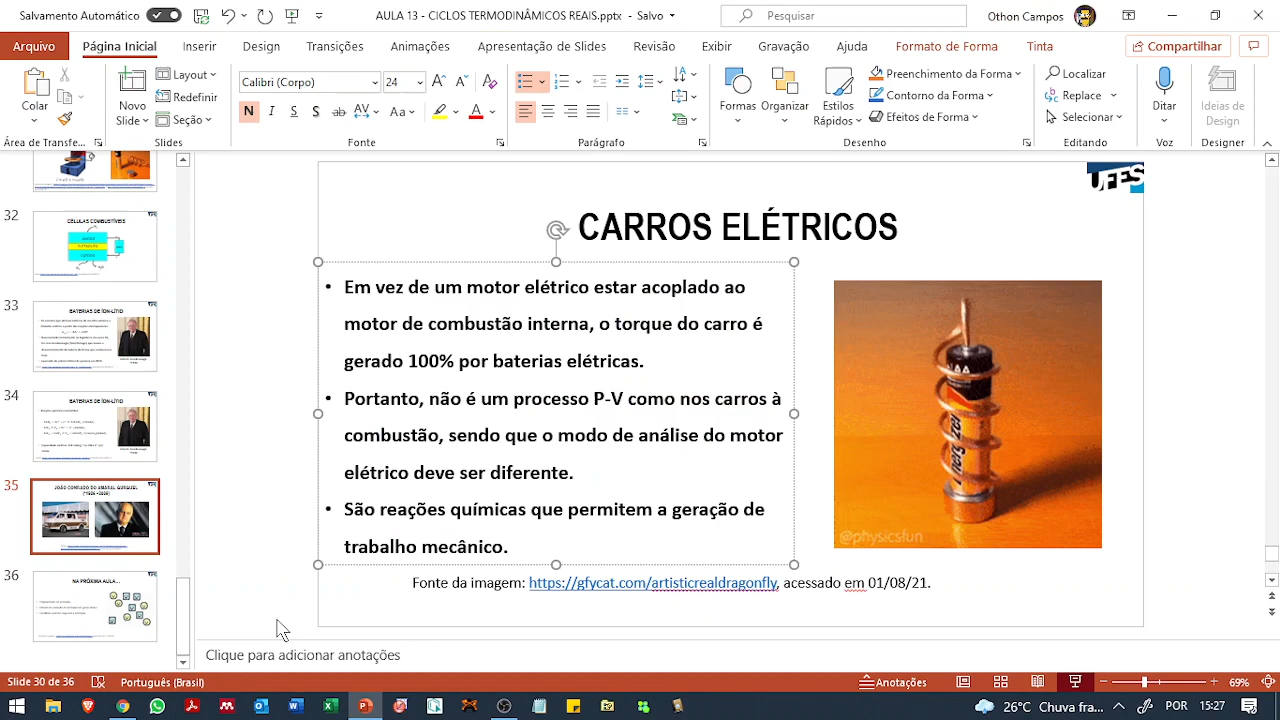 AULA 13 - CICLOS TERMODINÂMICOS REAIS.pptx - Salvo
Pesquisar
Othon Campos
Arquivo
Página Inicial
Inserir
Design
Transições
Animações
Apresentação de Slides
Revisão
Exibir
Gravação
Ajuda
Formato de Forma
Tinta
Compartilhar
Colar
Novo Slide
Layout
Redefinir
Seção
Calibri (Corpo)
24
N I S S ab AV Aa A
Formas
Organizar
Estilos Rápidos
Preenchimento da Forma
Contorno da Forma
Efeitos de Forma
Localizar
Replace
Selecionar
Ditar
Ideias de Design
Área de Transfe...
Slides
Fonte
Parágrafo
Desenho
Editando
Voz
Designer
32
CÉLULAS COMBUSTÍVEIS
33
BATERIAS DE ÍON-LÍTIO
34
BATERIAS DE ÍON-LÍTIO
35
JOÃO CONRADO DO AMARAL GURGEL
36
NA PRÓXIMA AULA...
UFES
CARROS ELÉTRICOS
• Em vez de um motor elétrico estar acoplado ao
motor de combustão interna, o torque do carro é
gerado 100% por baterias elétricas.
• Portanto, não é um processo P-V como nos carros à
combustão, sendo que o modo de análise do motor
elétrico deve ser diferente.
• São reações químicas que permitem a geração de
trabalho mecânico.
@physicsfun
Fonte da imagem: https://gfycat.com/artisticrealdragonfly, acessado em 01/08/21.
Clique para adicionar anotações
Slide 30 de 36
Português (Brasil)
Anotações
69%
26°C Chuva fra...
POR
15:27